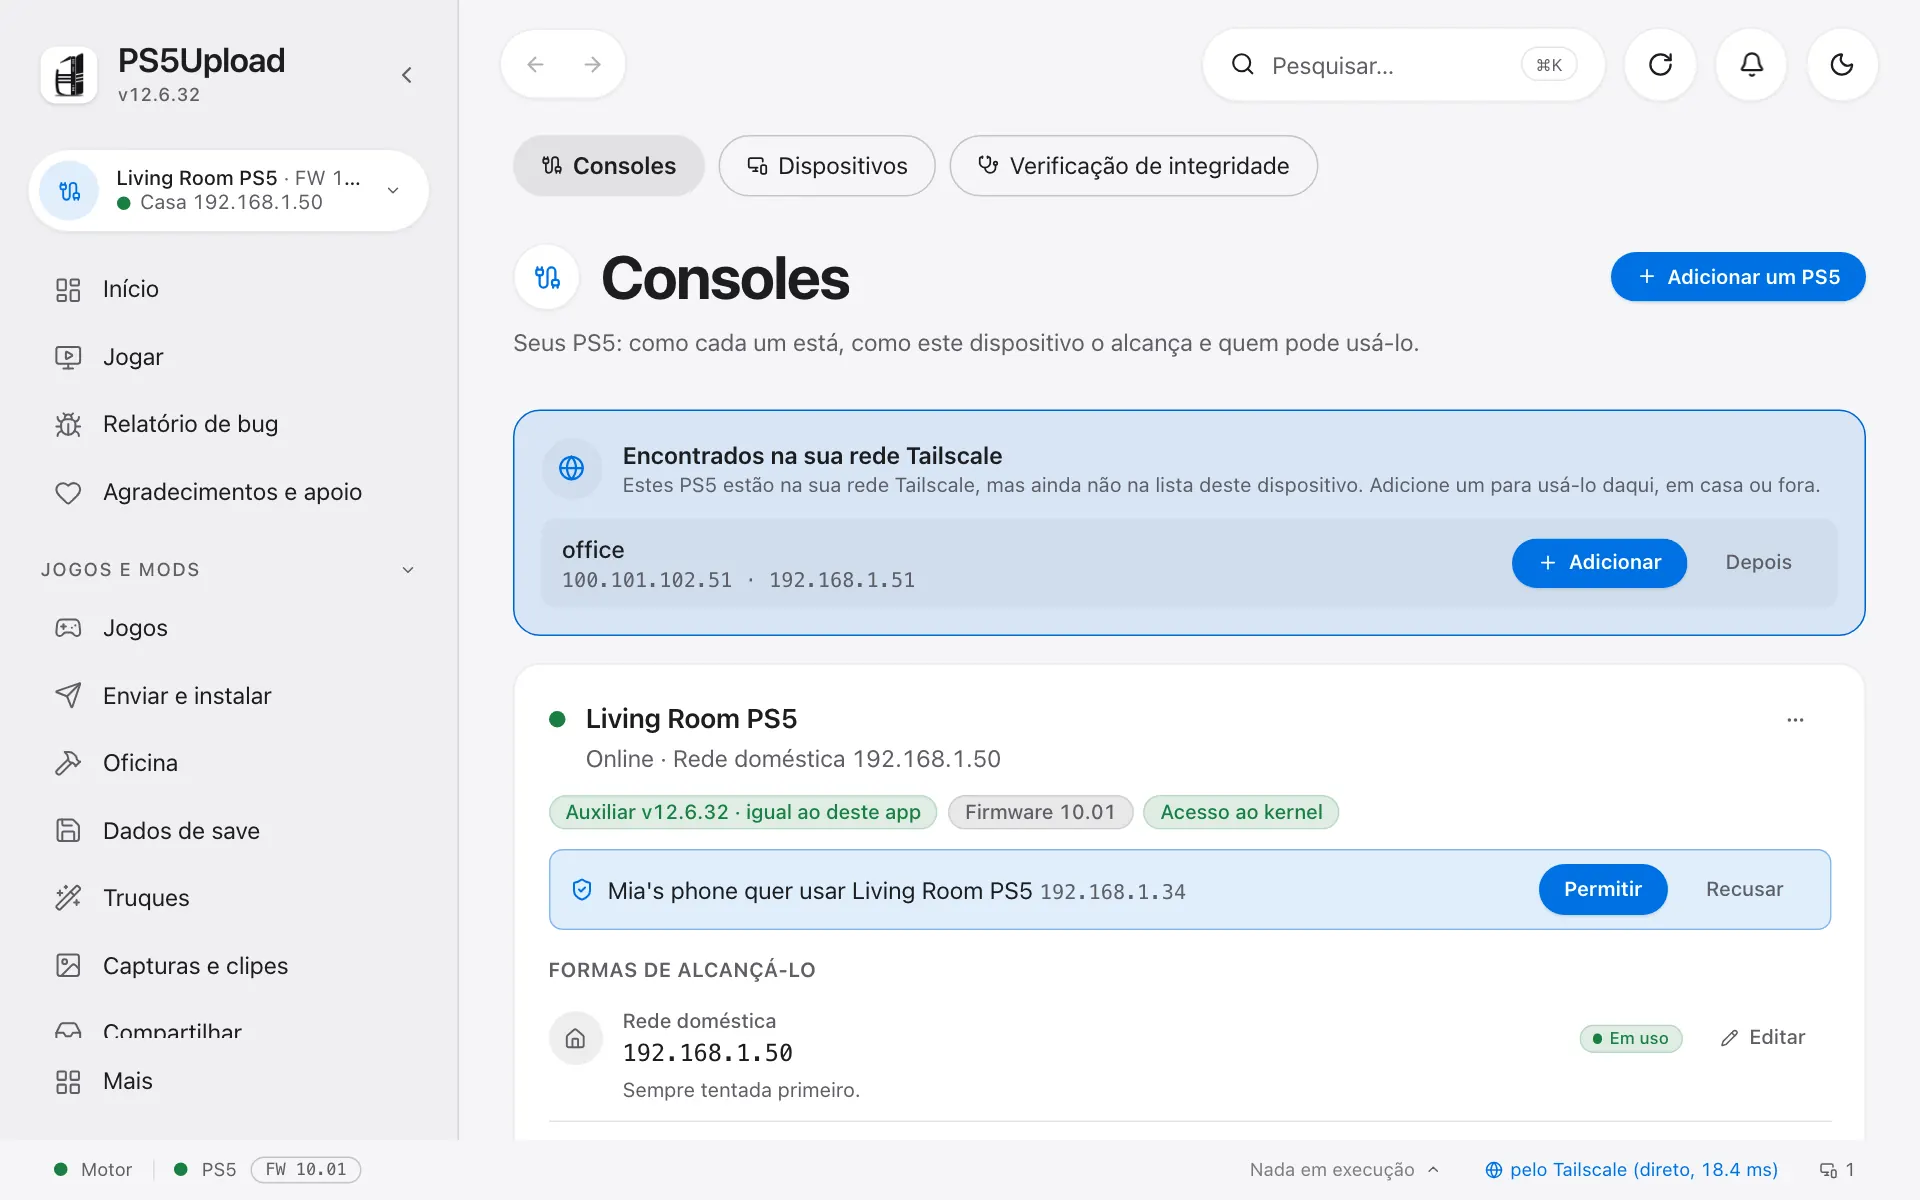 PS5Upload
v12.6.32
Living Room PS5 · FW 1...
Casa 192.168.1.50
Início
Jogar
Relatório de bug
Agradecimentos e apoio
JOGOS E MODS
Jogos
Enviar e instalar
Oficina
Dados de save
Truques
Capturas e clipes
Compartilhar
Mais
Pesquisar...
⌘K
Consoles
Dispositivos
Verificação de integridade
Consoles
Adicionar um PS5
Seus PS5: como cada um está, como este dispositivo o alcança e quem pode usá-lo.
Encontrados na sua rede Tailscale
Estes PS5 estão na sua rede Tailscale, mas ainda não na lista deste dispositivo. Adicione um para usá-lo daqui, em casa ou fora.
office
100.101.102.51 · 192.168.1.51
Adicionar
Depois
Living Room PS5
Online · Rede doméstica 192.168.1.50
Auxiliar v12.6.32 · igual ao deste app
Firmware 10.01
Acesso ao kernel
Mia's phone quer usar Living Room PS5 192.168.1.34
Permitir
Recusar
FORMAS DE ALCANÇÁ-LO
Rede doméstica
192.168.1.50
Sempre tentada primeiro.
Em uso
Editar
Motor
PS5
FW 10.01
Nada em execução
pelo Tailscale (direto, 18.4 ms)
1